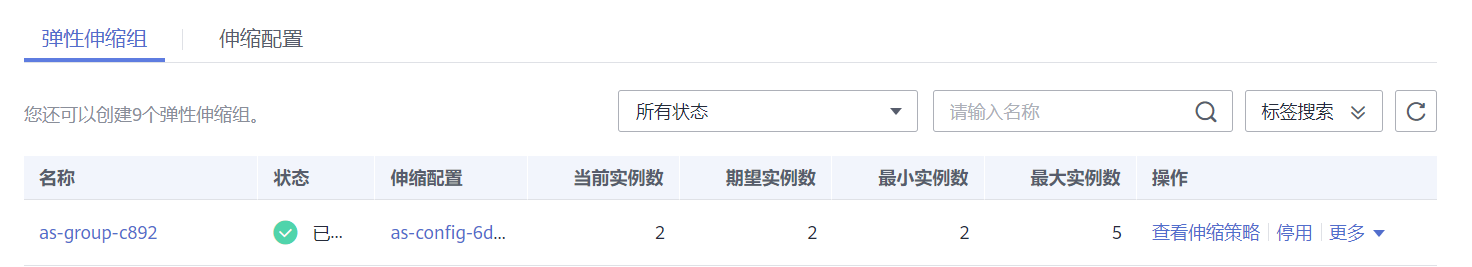 弹性伸缩组 伸缩配置
您还可以创建9个弹性伸缩组。 所有状态 请输入名称 标签搜索
名称 状态 伸缩配置 当前实例数 期望实例数 最小实例数 最大实例数 操作
as-group-c892 已... as-config-6d... 2 2 2 5 查看伸缩策略 停用 更多